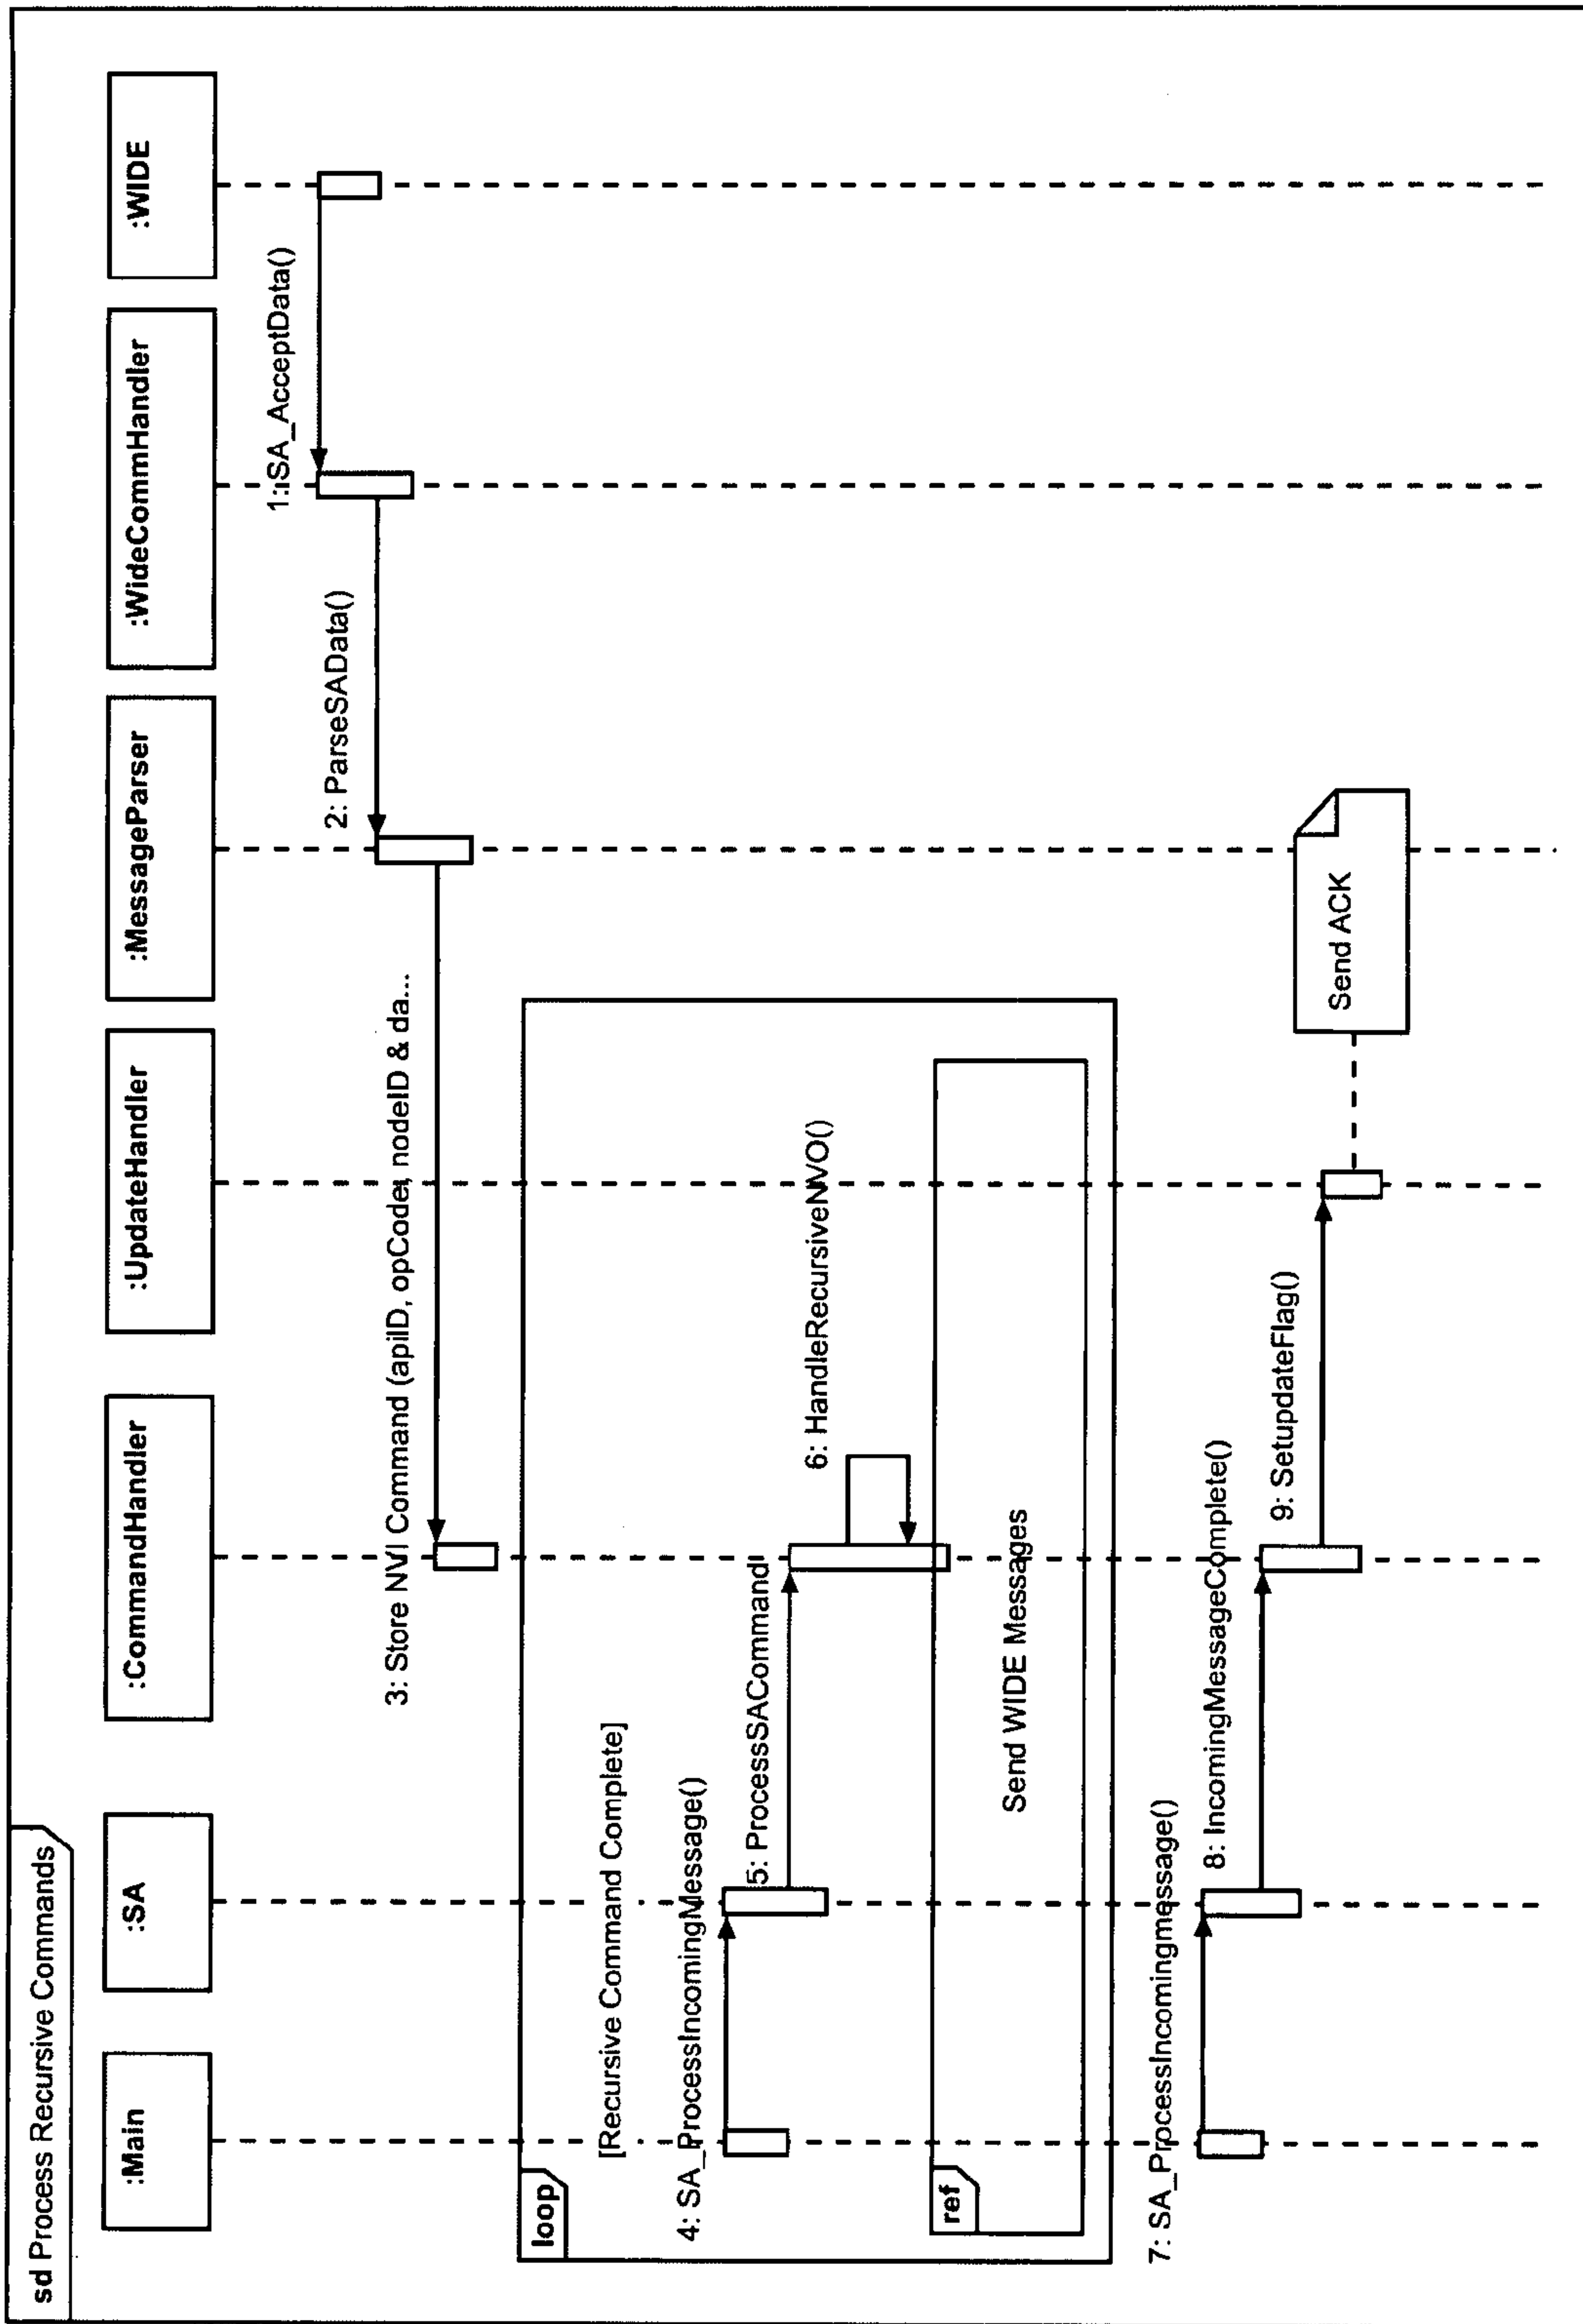 sd Process Recursive Commands
:Main
:SA
:CommandHandler
:UpdateHandler
:MessageParser
:WideCommHandler
:WIDE
1:iSA_AcceptData()
2: ParseSAData()
3: Store NVI Command (apiID, opCode, nodeID & da...
loop
[Recursive Command Complete]
4: SA_ProcessIncomingMessage()
5: ProcessSACommand
6: HandleRecursiveNVO()
ref
Send WIDE Messages
7: SA_ProcessIncomingmessage()
8: IncomingMessageComplete()
9: SetupdateFlag()
Send ACK